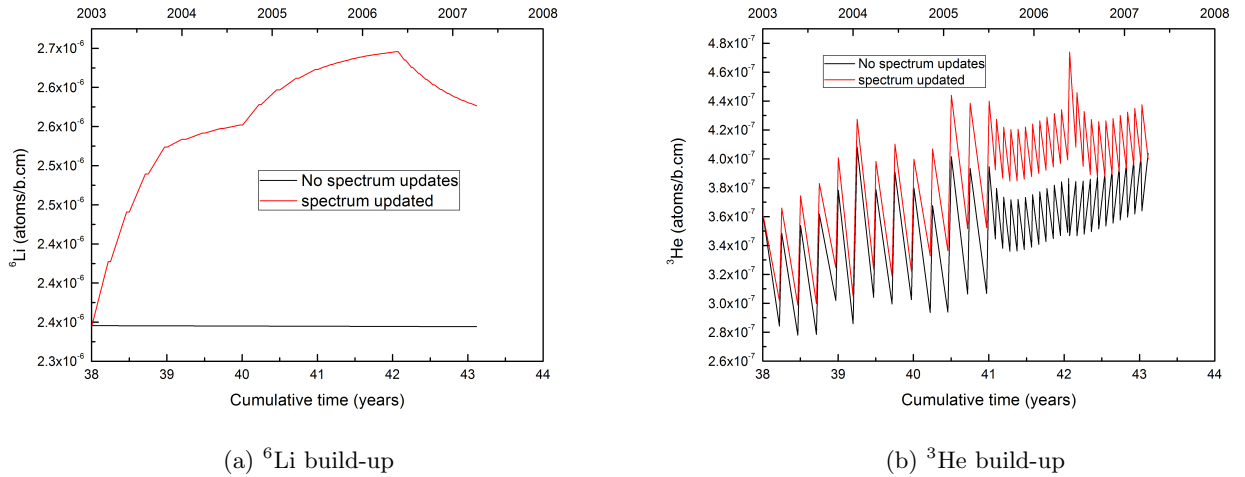 2003 2004 2005 2006 2007 2008
2.7x10⁻⁶
2.6x10⁻⁶
2.6x10⁻⁶
2.5x10⁻⁶
2.5x10⁻⁶
2.4x10⁻⁶
2.4x10⁻⁶
2.4x10⁻⁶
2.3x10⁻⁶
⁶Li (atoms/b.cm)
No spectrum updates
spectrum updated
38 39 40 41 42 43 44
Cumulative time (years)
(a) ⁶Li build-up
2003 2004 2005 2006 2007 2008
4.8x10⁻⁷
4.6x10⁻⁷
4.4x10⁻⁷
4.2x10⁻⁷
4.0x10⁻⁷
3.8x10⁻⁷
3.6x10⁻⁷
3.4x10⁻⁷
3.2x10⁻⁷
3.0x10⁻⁷
2.8x10⁻⁷
2.6x10⁻⁷
³He (atoms/b.cm)
No spectrum updates
spectrum updated
38 39 40 41 42 43 44
Cumulative time (years)
(b) ³He build-up